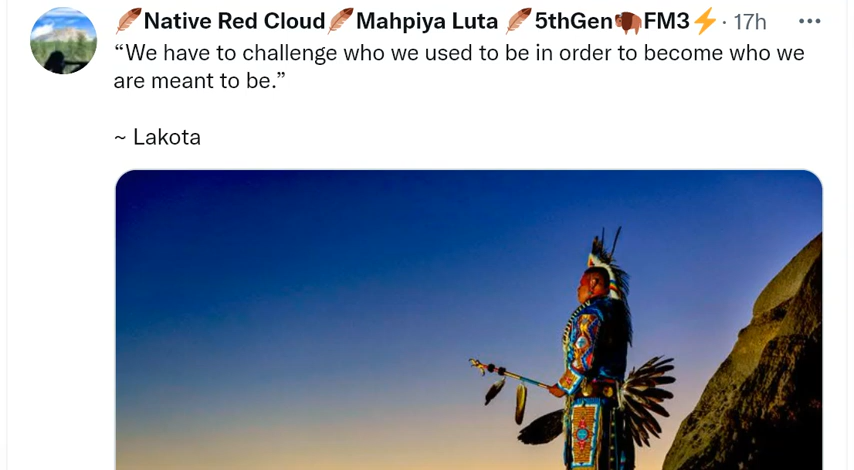 🪶Native Red Cloud🪶Mahpiya Luta 🪶5thGen🦬FM3⚡· 17h
“We have to challenge who we used to be in order to become who we
are meant to be.”
~ Lakota